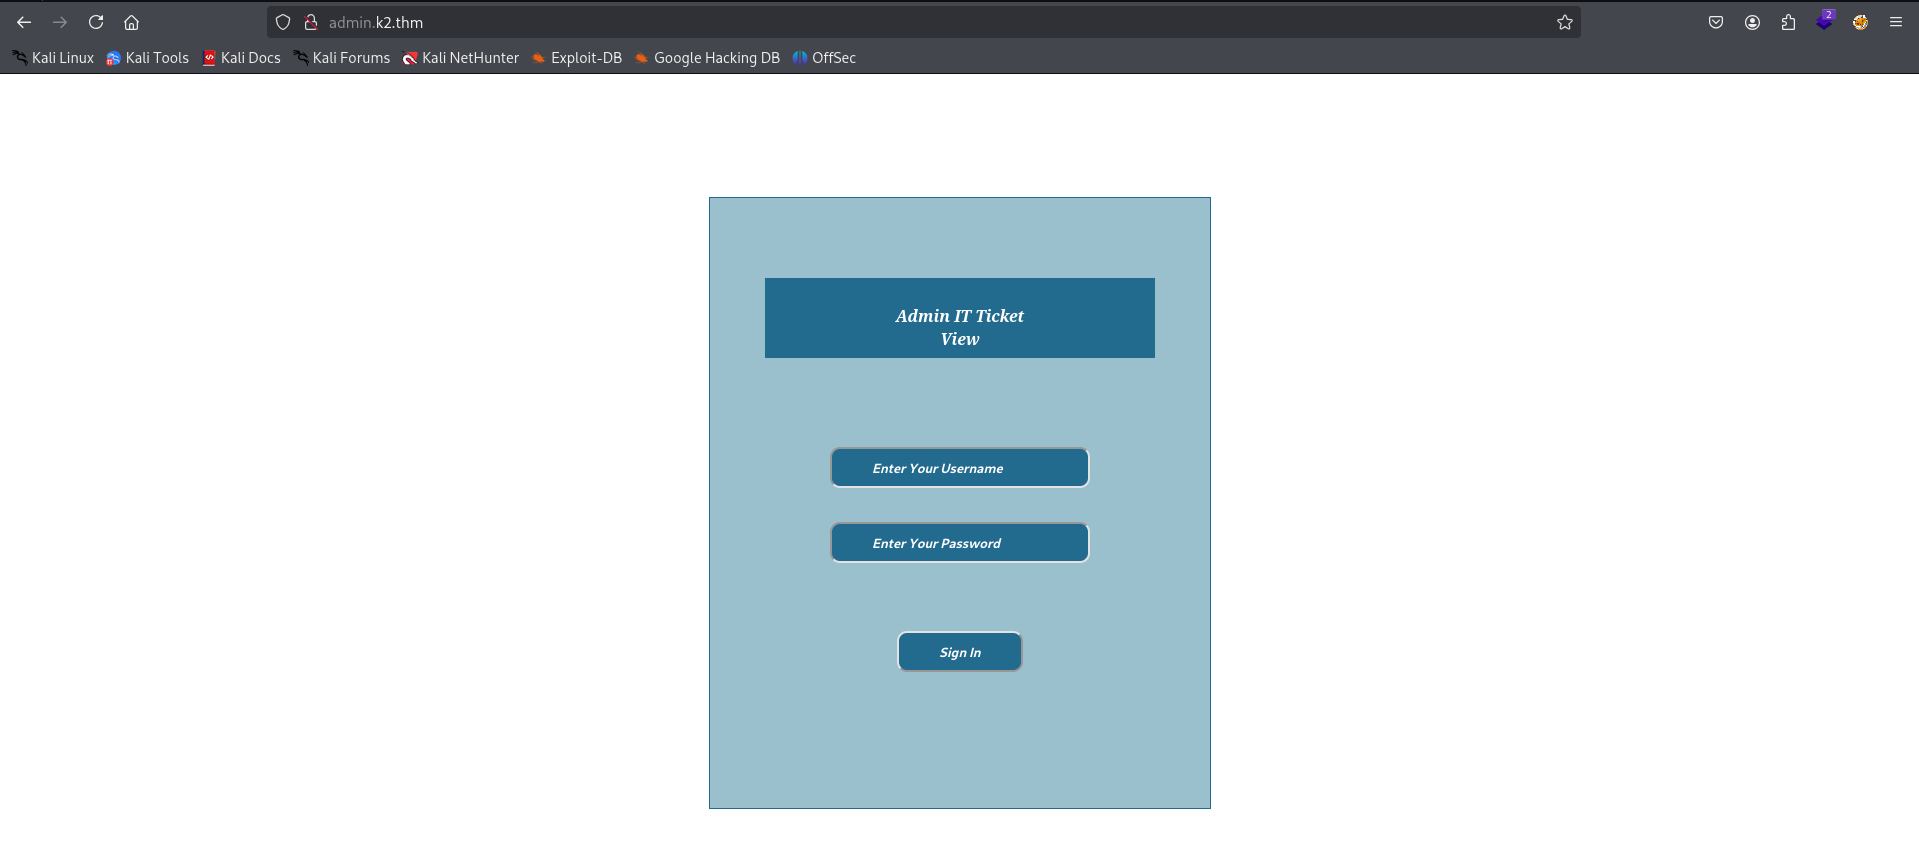 admin.k2.thm
2
Kali Linux Kali Tools Kali Docs Kali Forums Kali NetHunter Exploit-DB Google Hacking DB OffSec
Admin IT Ticket
View
Enter Your Username
Enter Your Password
Sign In